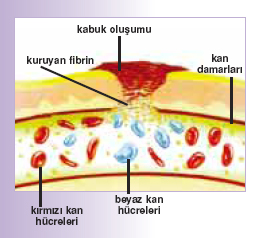 kabuk oluşumu
kuruyan fibrin
kan
damarları
kırmızı kan
hücreleri
beyaz kan
hücreleri